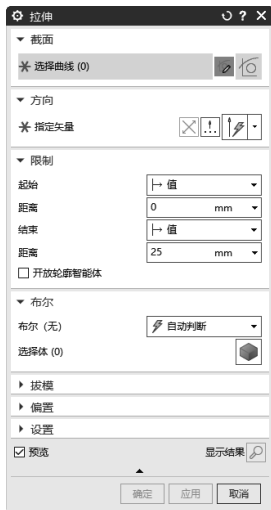 拉伸
截面
选择曲线 (0)
方向
指定矢量
限制
起始 值
距离 0 mm
结束 值
距离 25 mm
开放轮廓智能体
布尔
布尔（无） 自动判断
选择体 (0)
拔模
偏置
设置
预览 显示结果
确定 应用 取消